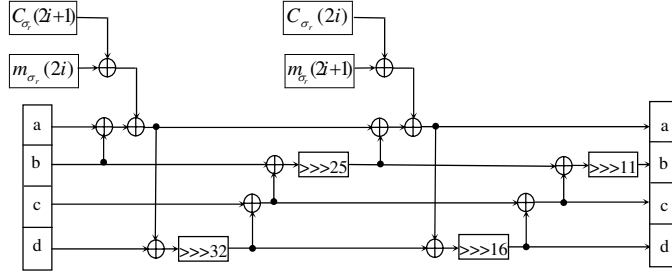 C_{σ_r}(2i+1)
C_{σ_r}(2i)
m_{σ_r}(2i)
m_{σ_r}(2i+1)
a
a
b
>>>25
>>>11
b
c
c
d
>>>32
>>>16
d